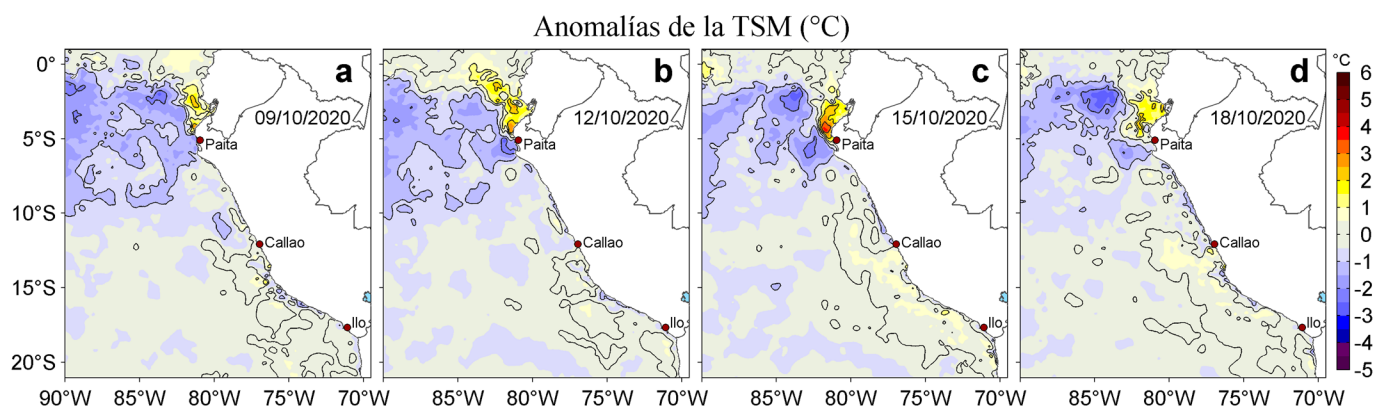 Anomalías de la TSM (°C)
0°
5°S
10°S
15°S
20°S
a
09/10/2020
Paita
Callao
Ilo
90°W 85°W 80°W 75°W 70°W
b
12/10/2020
Paita
Callao
Ilo
85°W 80°W 75°W 70°W
c
15/10/2020
Paita
Callao
Ilo
85°W 80°W 75°W 70°W
d
18/10/2020
Paita
Callao
Ilo
85°W 80°W 75°W 70°W
°C
6
5
4
3
2
1
0
-1
-2
-3
-4
-5